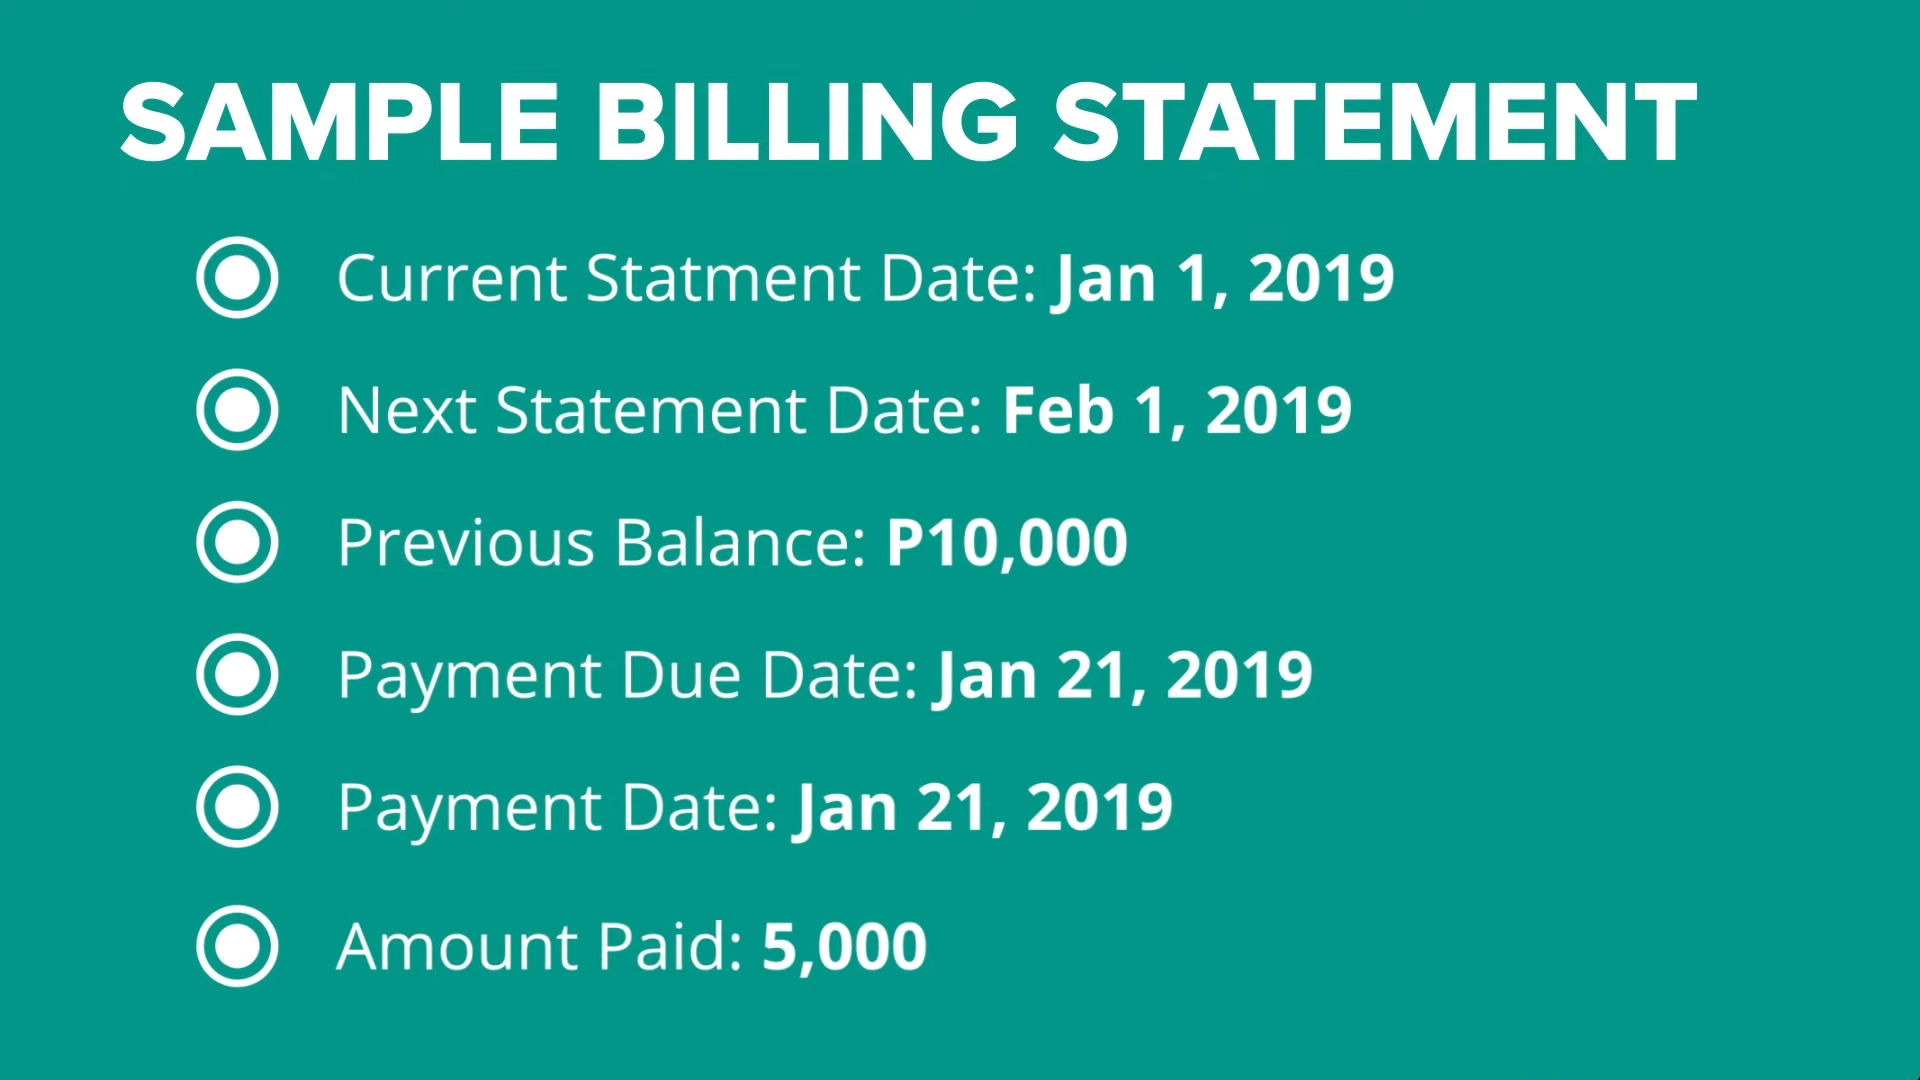 SAMPLE BILLING STATEMENT
Current Statment Date: Jan 1, 2019
Next Statement Date: Feb 1, 2019
Previous Balance: P10,000
Payment Due Date: Jan 21, 2019
Payment Date: Jan 21, 2019
Amount Paid: 5,000